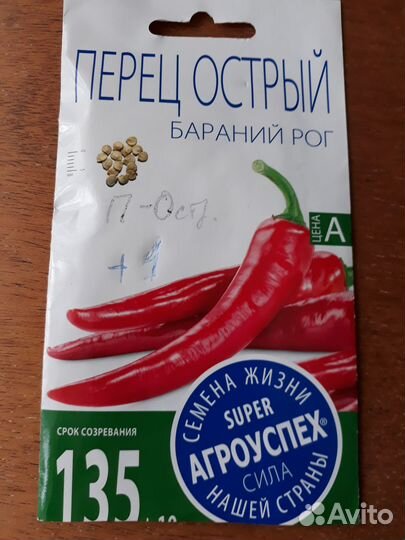 ПЕРЕЦ ОСТРЫЙ
БАРАНИЙ РОГ
П-Ост.
+1
ЦЕНА А
СРОК СОЗРЕВАНИЯ
135
СЕМЕНА ЖИЗНИ
SUPER
АГРОУСПЕХ®
СИЛА
НАШЕЙ СТРАНЫ
Avito